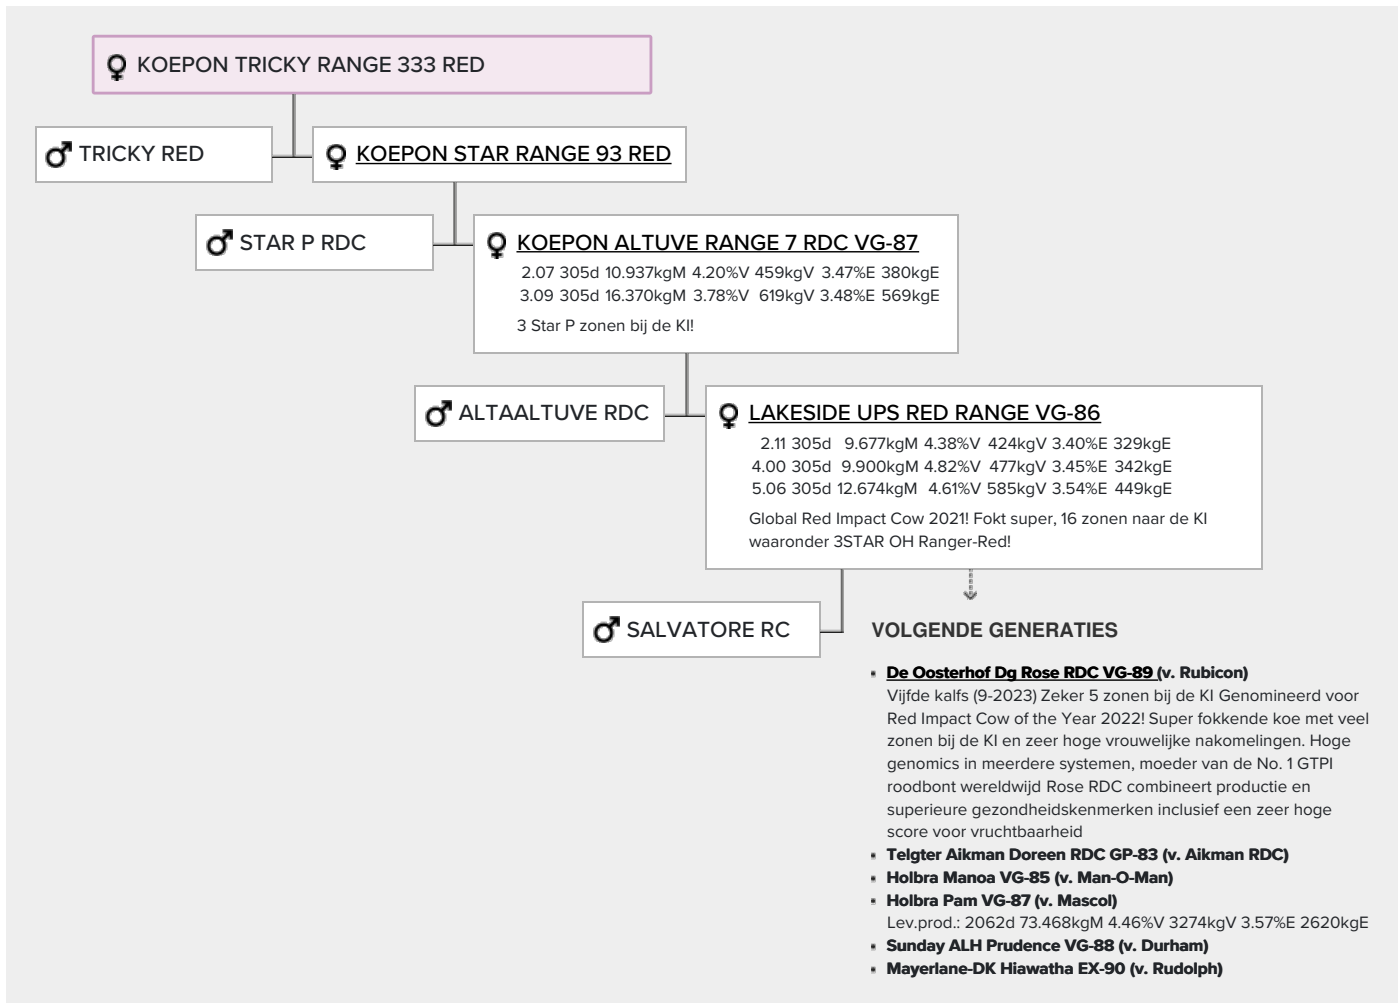 KOEPON TRICKY RANGE 333 RED
TRICKY RED
KOEPON STAR RANGE 93 RED
STAR P RDC
KOEPON ALTUVE RANGE 7 RDC VG-87
2.07 305d 10.937kgM 4.20%V 459kgV 3.47%E 380kgE
3.09 305d 16.370kgM 3.78%V 619kgV 3.48%E 569kgE
3 Star P zonen bij de KI!
ALTAALTUVE RDC
LAKESIDE UPS RED RANGE VG-86
2.11 305d 9.677kgM 4.38%V 424kgV 3.40%E 329kgE
4.00 305d 9.900kgM 4.82%V 477kgV 3.45%E 342kgE
5.06 305d 12.674kgM 4.61%V 585kgV 3.54%E 449kgE
Global Red Impact Cow 2021! Fokt super, 16 zonen naar de KI
waaronder 3STAR OH Ranger-Red!
SALVATORE RC
VOLGENDE GENERATIES
De Oosterhof Dg Rose RDC VG-89 (v. Rubicon)
Vijfde kalfs (9-2023) Zeker 5 zonen bij de KI Genomineerd voor
Red Impact Cow of the Year 2022! Super fokkende koe met veel
zonen bij de KI en zeer hoge vrouwelijke nakomelingen. Hoge
genomics in meerdere systemen, moeder van de No. 1 GTPI
roodbont wereldwijd Rose RDC combineert productie en
superieure gezondheidskenmerken inclusief een zeer hoge
score voor vruchtbaarheid
Telgter Aikman Doreen RDC GP-83 (v. Aikman RDC)
Holbra Manoa VG-85 (v. Man-O-Man)
Holbra Pam VG-87 (v. Mascol)
Lev.prod.: 2062d 73.468kgM 4.46%V 3274kgV 3.57%E 2620kgE
Sunday ALH Prudence VG-88 (v. Durham)
Mayerlane-DK Hiawatha EX-90 (v. Rudolph)